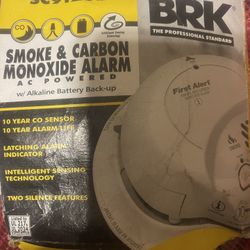 BRK
THE PROFESSIONAL STANDARD
CO
SMOKE & CARBON
MONOXIDE ALARM
AC POWERED
w/ Alkaline Battery Back-up
First Alert
10 YEAR CO SENSOR
10 YEAR ALARM LIFE
LATCHING ALARM
INDICATOR
INTELLIGENT SENSING
TECHNOLOGY
TWO SILENCE FEATURES